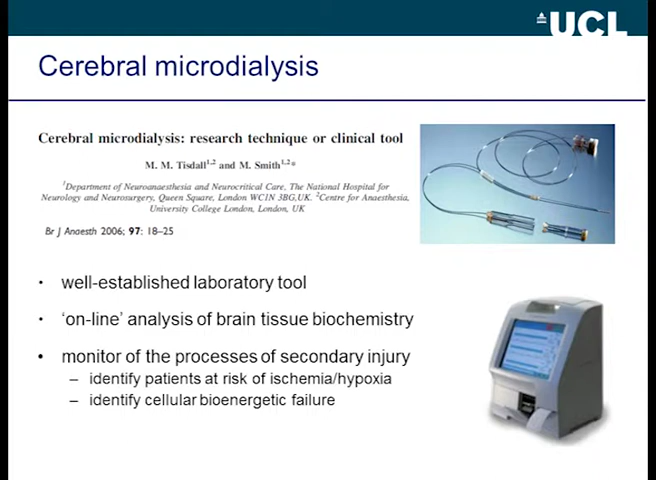 UCL
Cerebral microdialysis
Cerebral microdialysis: research technique or clinical tool
M. M. Tisdall1,2 and M. Smith1,2*
1Department of Neuroanaesthesia and Neurocritical Care, The National Hospital for
Neurology and Neurosurgery, Queen Square, London WC1N 3BG,UK. 2Centre for Anaesthesia,
University College London, London, UK
Br J Anaesth 2006; 97: 18–25
• well-established laboratory tool
• ‘on-line’ analysis of brain tissue biochemistry
• monitor of the processes of secondary injury
– identify patients at risk of ischemia/hypoxia
– identify cellular bioenergetic failure